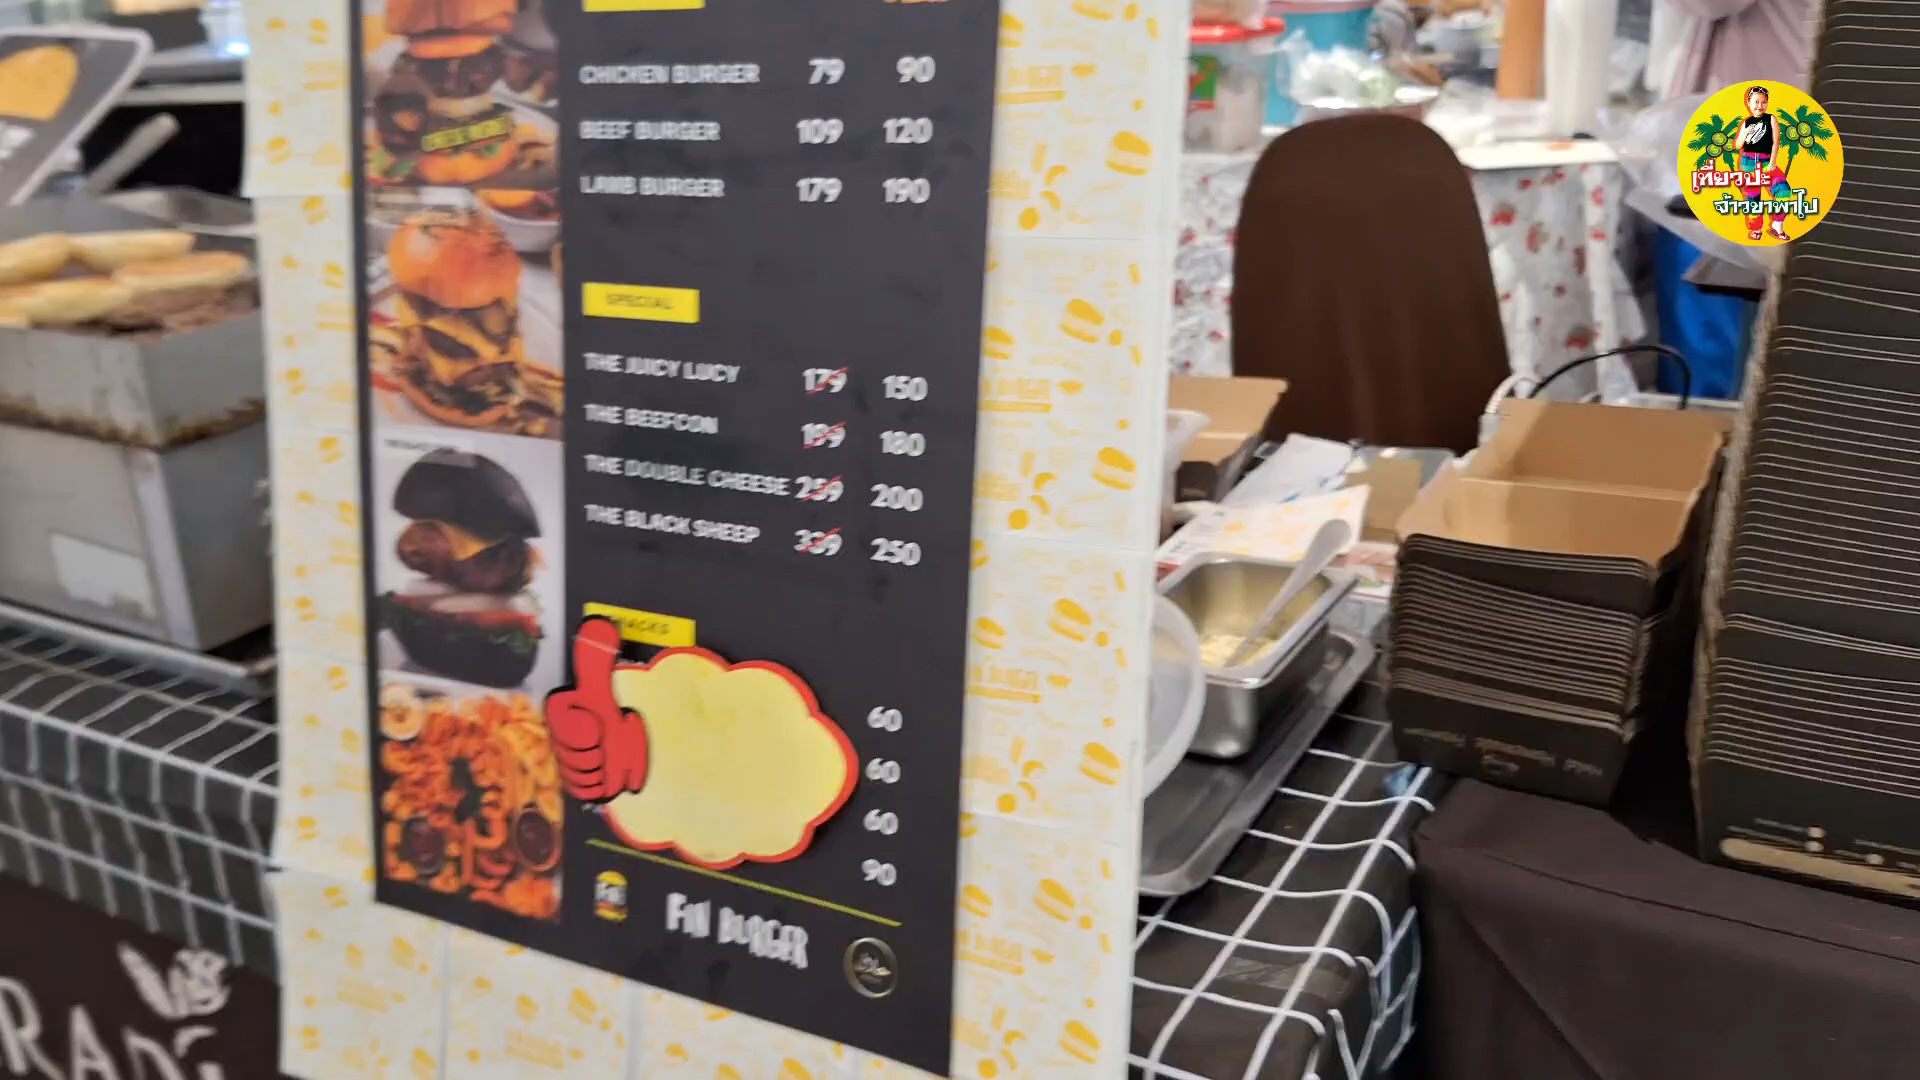 CHICKEN BURGER 79 90
BEEF BURGER 109 120
LAMB BURGER 179 190
SPECIAL
THE JUICY LUCY 179 150
THE BEEFCON 199 180
THE DOUBLE CHEESE 259 200
THE BLACK SHEEP 339 250
60
60
60
90
FIN BURGER
เที่ยวปะ
จ๋าวยาพาไป